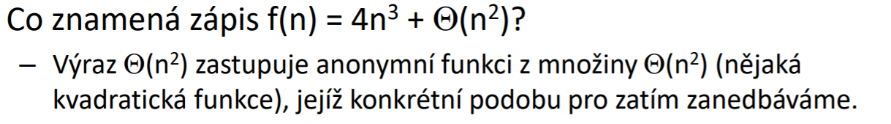 Co znamená zápis f(n) = 4n³ + Θ(n²)?
– Výraz Θ(n²) zastupuje anonymní funkci z množiny Θ(n²) (nějaká
kvadratická funkce), jejíž konkrétní podobu pro zatím zanedbáváme.